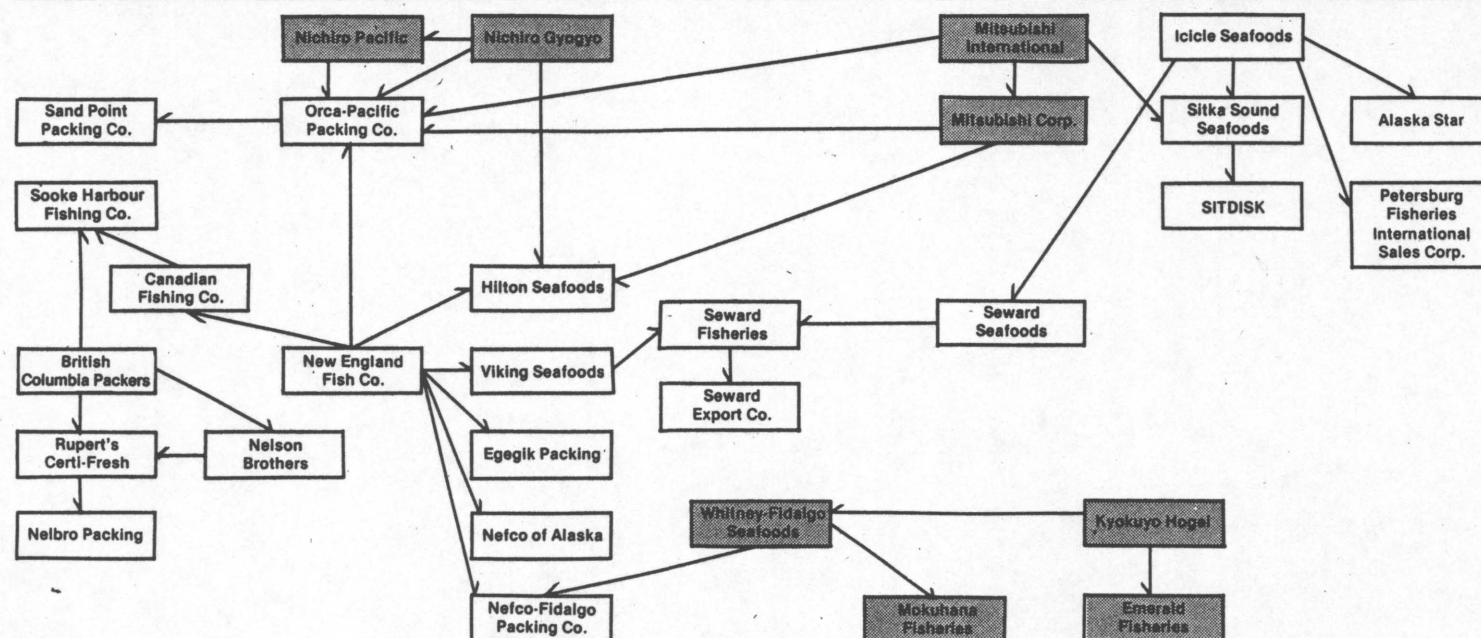 Nichiro Pacific
Nichiro Gyogyo
Mitsubishi
International
Icicle Seafoods
Sand Point
Packing Co.
Orca-Pacific
Packing Co.
Mitsubishi Corp.
Sitka Sound
Seafoods
Alaska Star
Sooke Harbour
Fishing Co.
SITDISK
Petersburg
Fisheries
International
Sales Corp.
Canadian
Fishing Co.
Hilton Seafoods
Seward
Fisheries
Seward
Seafoods
British
Columbia Packers
New England
Fish Co.
Viking Seafoods
Seward
Export Co.
Rupert's
Certi-Fresh
Nelson
Brothers
Egegik Packing
Nelbro Packing
Nefco of Alaska
Whitney-Fidalgo
Seafoods
Kyokuyo Hogei
Nefco-Fidalgo
Packing Co.
Mokuhana
Fisheries
Emerald
Fisheries